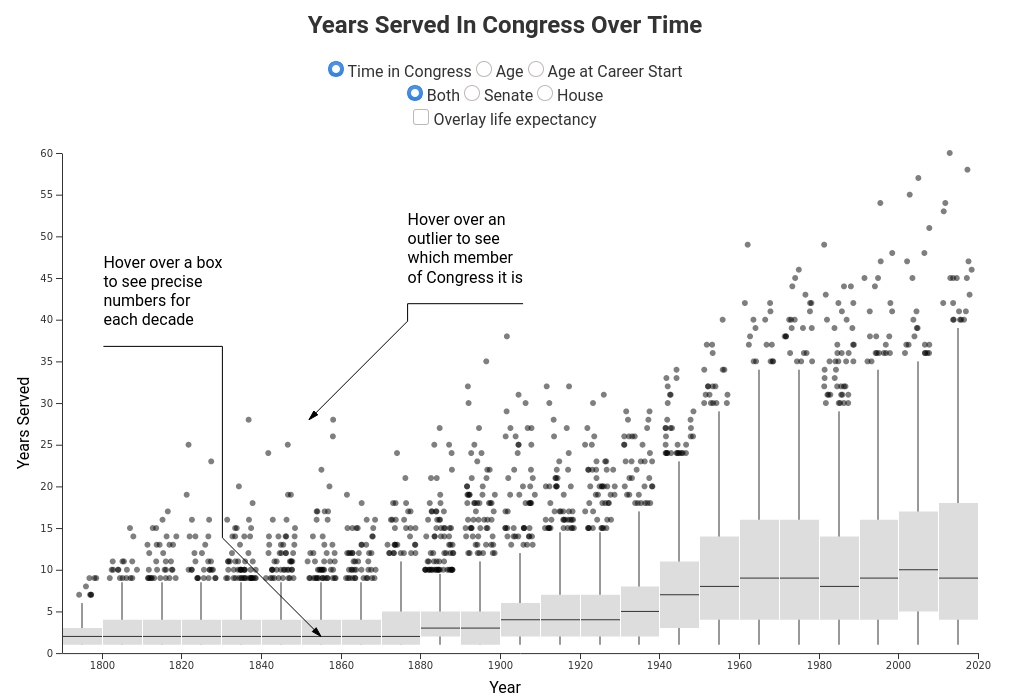 Years Served In Congress Over Time
Time in Congress Age Age at Career Start
Both Senate House
Overlay life expectancy
60
55
50
45
40
35
30
25
20
15
10
5
0
Years Served
Hover over a box
to see precise
numbers for
each decade
Hover over an
outlier to see
which member
of Congress it is
1800 1820 1840 1860 1880 1900 1920 1940 1960 1980 2000 2020
Year